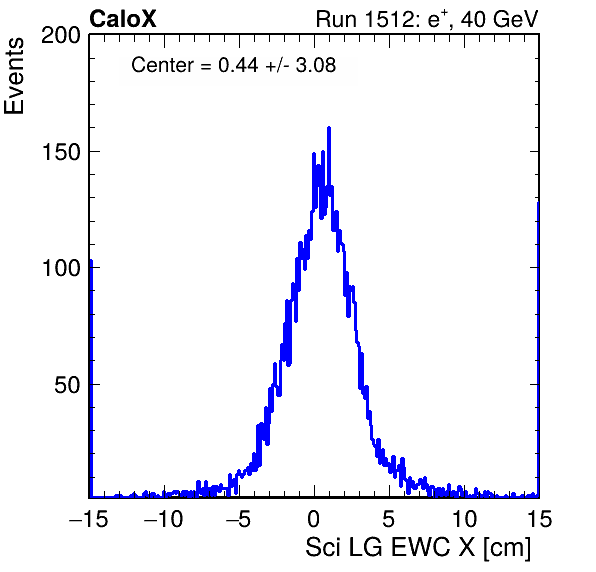 CaloX Run 1512: e⁺, 40 GeV
Events
Center = 0.44 +/- 3.08
200
150
100
50
−15 −10 −5 0 5 10 15
Sci LG EWC X [cm]